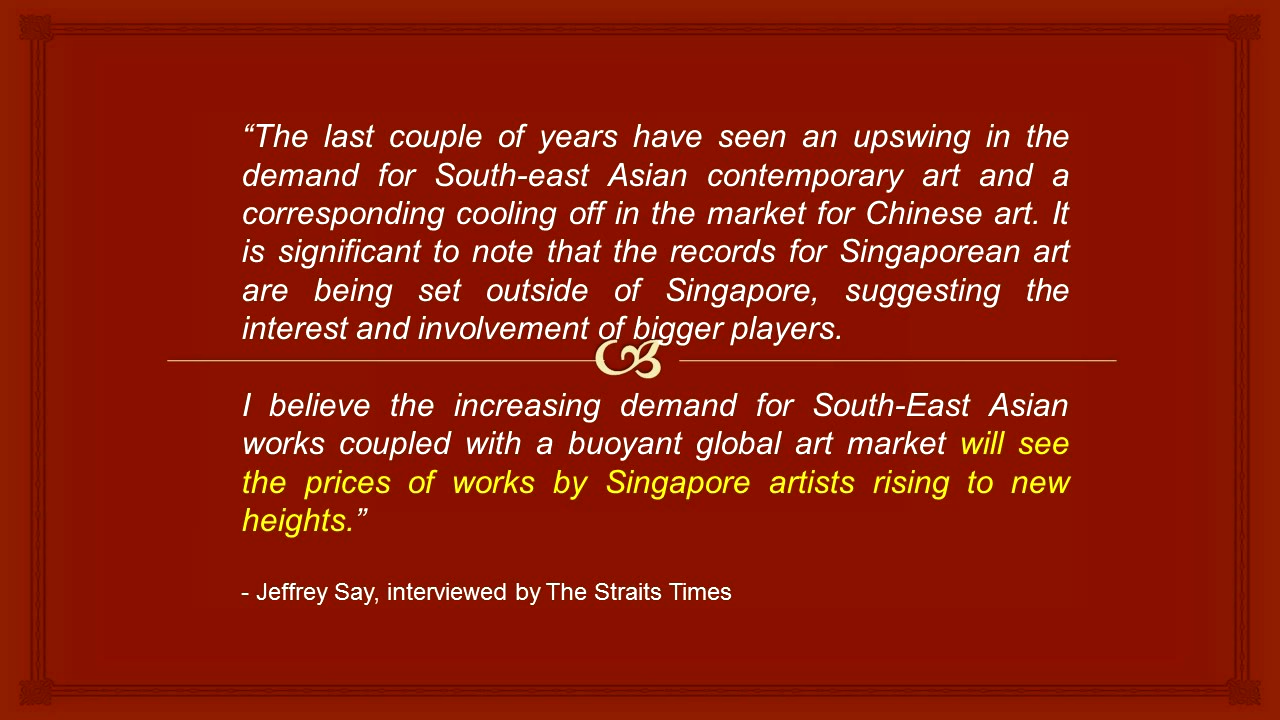 “The last couple of years have seen an upswing in the
demand for South-east Asian contemporary art and a
corresponding cooling off in the market for Chinese art. It
is significant to note that the records for Singaporean art
are being set outside of Singapore, suggesting the
interest and involvement of bigger players.
I believe the increasing demand for South-East Asian
works coupled with a buoyant global art market will see
the prices of works by Singapore artists rising to new
heights.”
- Jeffrey Say, interviewed by The Straits Times